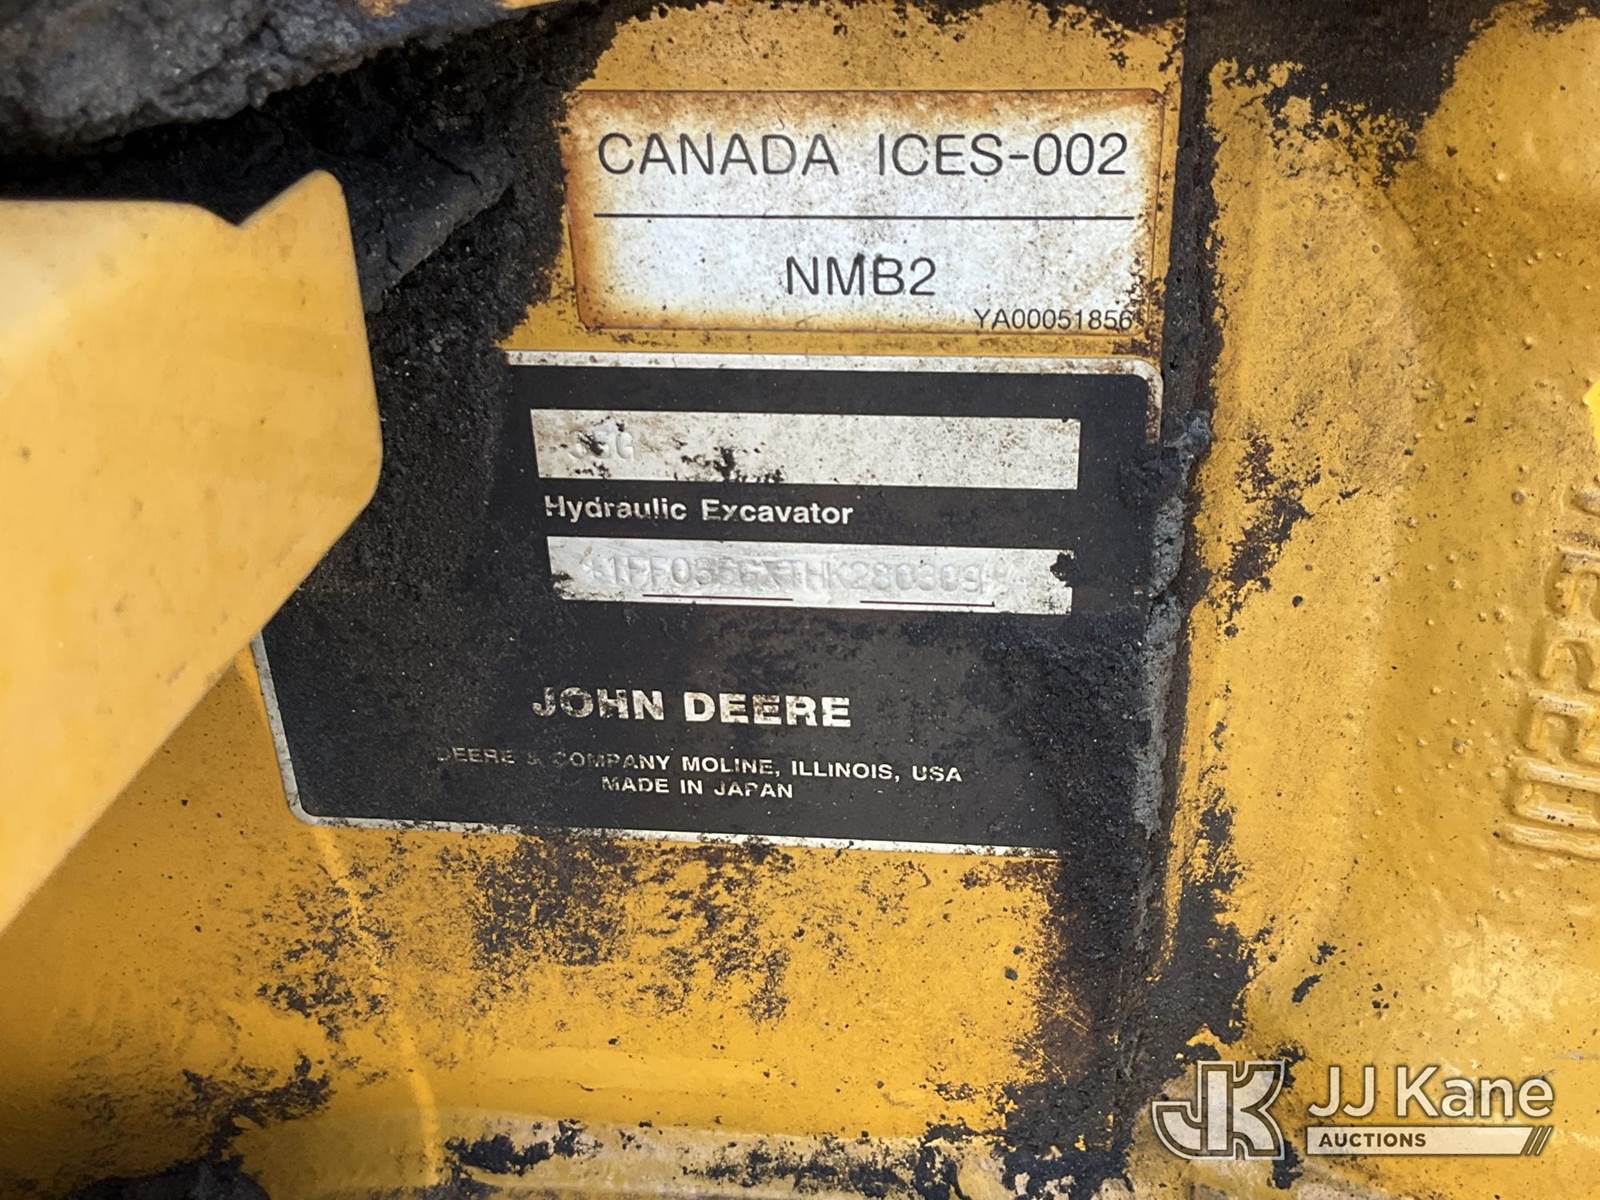 CANADA ICES-002
NMB2
YA00051856
Hydraulic Excavator
JOHN DEERE
DEERE & COMPANY MOLINE, ILLINOIS, USA
MADE IN JAPAN
JJ Kane
AUCTIONS